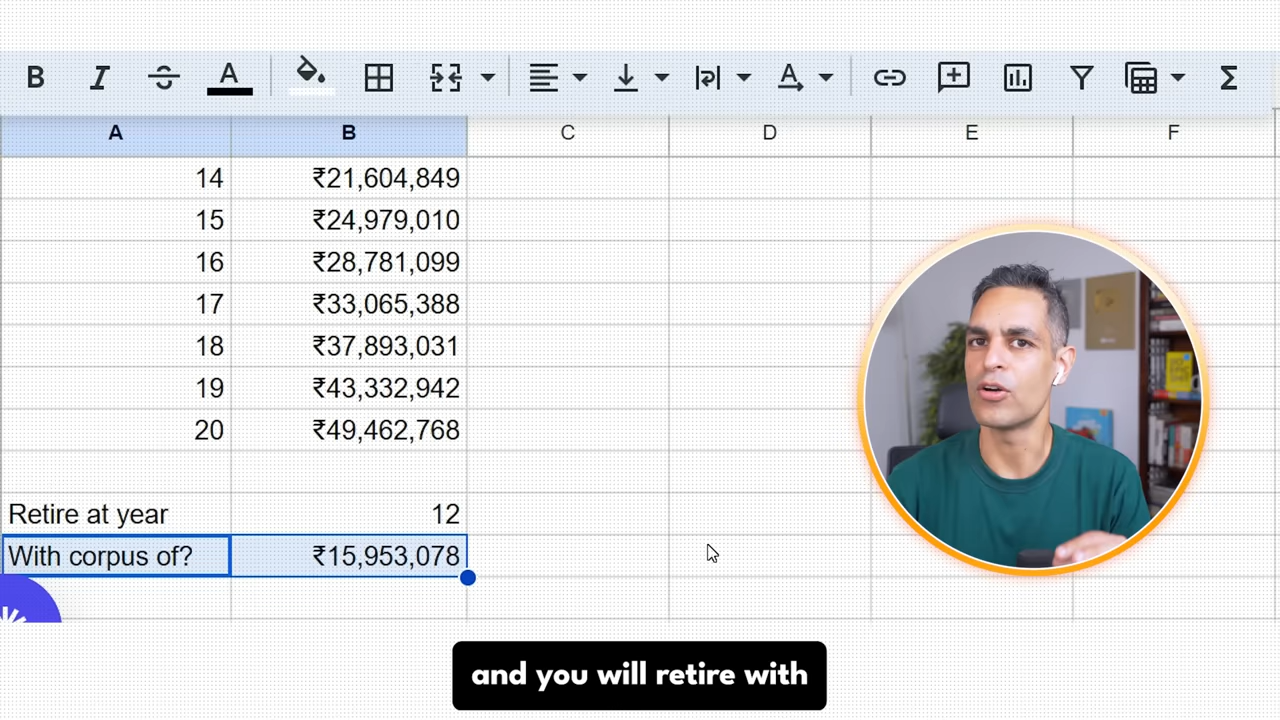 B I S A
A B C D E F
14 ₹21,604,849
15 ₹24,979,010
16 ₹28,781,099
17 ₹33,065,388
18 ₹37,893,031
19 ₹43,332,942
20 ₹49,462,768
Retire at year 12
With corpus of? ₹15,953,078
and you will retire with